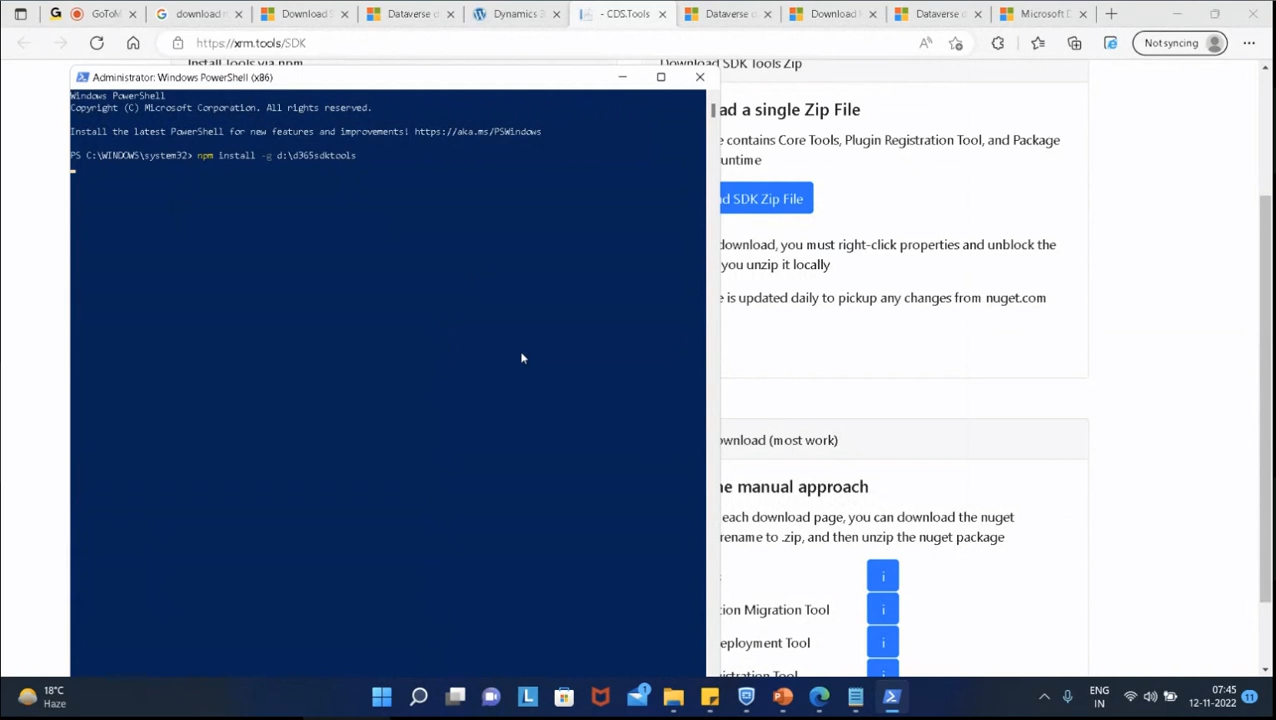 GoToM
download m
Download S
Dataverse d
Dynamics 3
- CDS.Tools
Dataverse d
Download
Dataverse d
Microsoft D
https://xrm.tools/SDK
Not syncing
Install Tools via npm
Download SDK Tools Zip
Administrator: Windows PowerShell (x86)
Windows PowerShell
Copyright (C) Microsoft Corporation. All rights reserved.
Install the latest PowerShell for new features and improvements! https://aka.ms/PSWindows
PS C:\WINDOWS\system32> npm install -g d:\d365sdktools
ad a single Zip File
e contains Core Tools, Plugin Registration Tool, and Package
untime
d SDK Zip File
download, you must right-click properties and unblock the
you unzip it locally
e is updated daily to pickup any changes from nuget.com
ownload (most work)
he manual approach
each download page, you can download the nuget
rename to .zip, and then unzip the nuget package
i
tion Migration Tool
i
eployment Tool
i
istration Tool
i
18°C
Haze
ENG
IN
07:45
12-11-2022
11